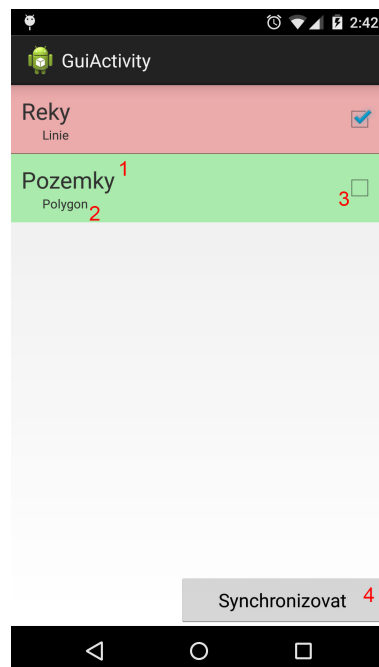 2:42
GuiActivity
Reky
Linie
Pozemky 1
Polygon 2
3
Synchronizovat 4